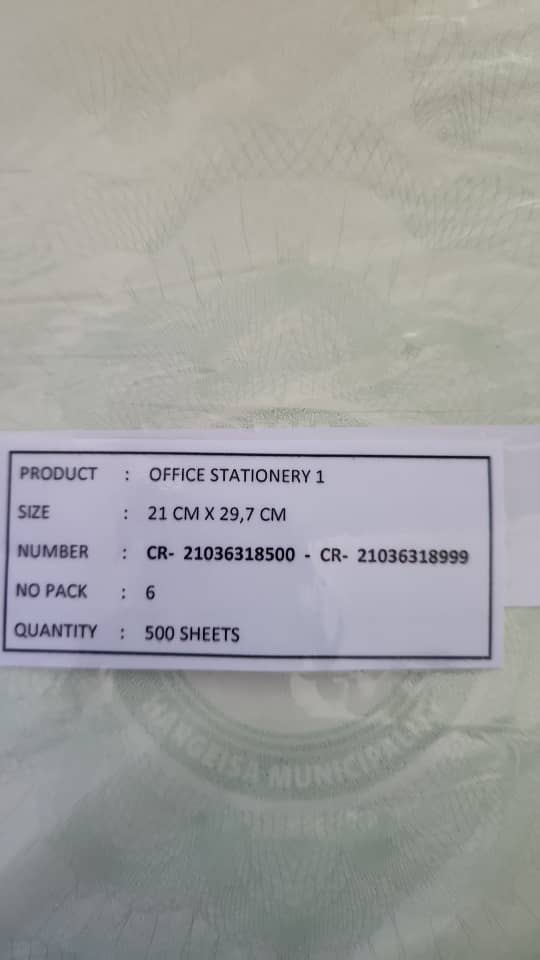 PRODUCT : OFFICE STATIONERY 1
SIZE : 21 CM X 29,7 CM
NUMBER : CR- 21036318500 - CR- 21036318999
NO PACK : 6
QUANTITY : 500 SHEETS
MUNICIPAL